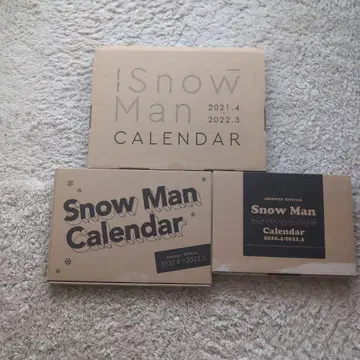 Snow
Man
2021.4
2022.3
CALENDAR
Snow Man
Calendar
Snow Man
Calendar
2020.4-2021.3